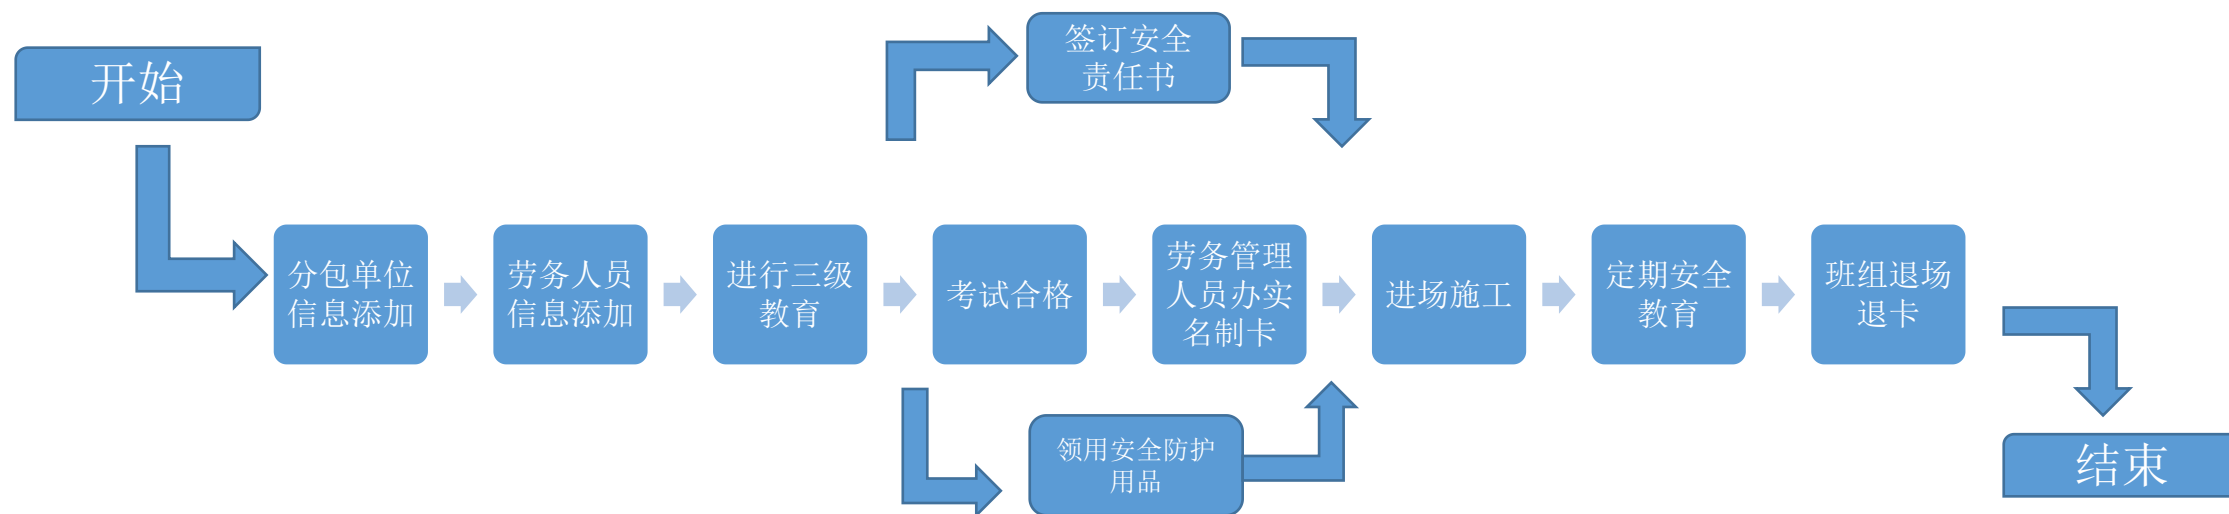 开始
签订安全
责任书
分包单位
信息添加
劳务人员
信息添加
进行三级
教育
考试合格
劳务管理
人员办实
名制卡
进场施工
定期安全
教育
班组退场
退卡
领用安全防护
用品
结束